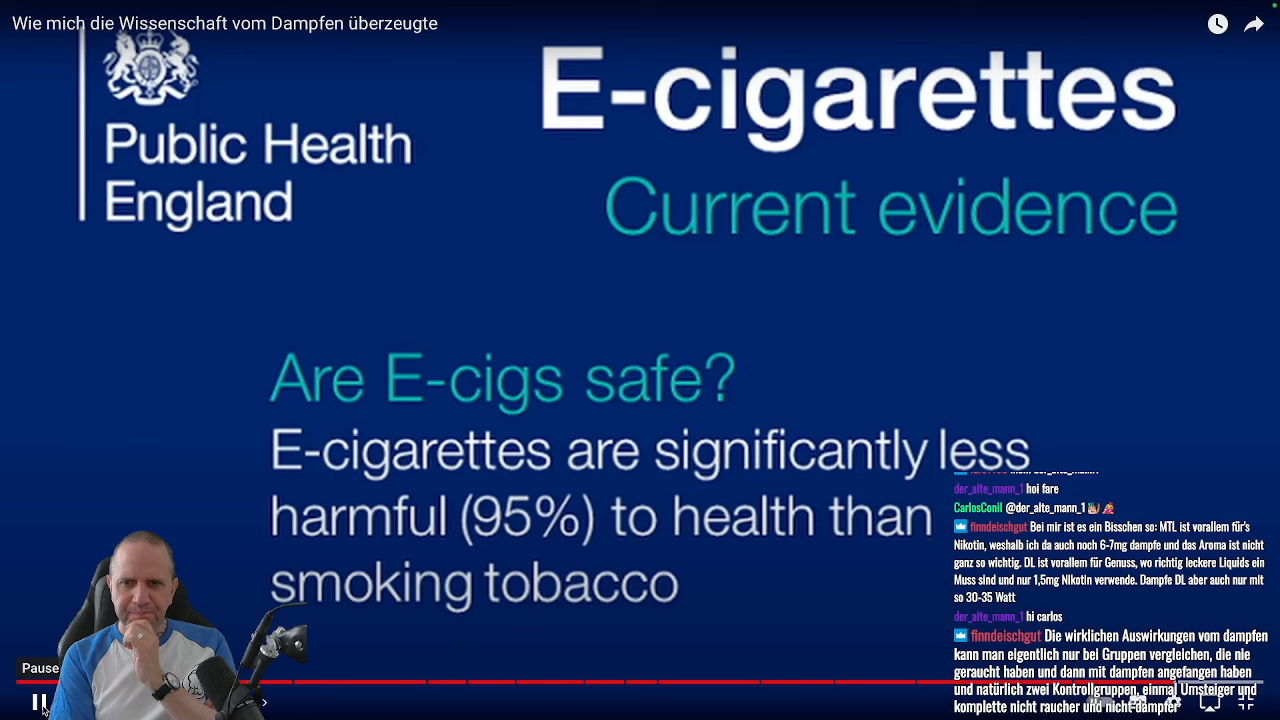 Wie mich die Wissenschaft vom Dampfen überzeugte
Public Health
England
E-cigarettes
Current evidence
Are E-cigs safe?
E-cigarettes are significantly less
harmful (95%) to health than
smoking tobacco
der_alte_mann_1 hoi fare
CarlosConil @der_alte_mann_1
finndeischgut Bei mir ist es ein Bisschen so: MTL ist vorallem für's
Nikotin, weshalb ich da auch noch 6-7mg dampfe und das Aroma ist nicht
ganz so wichtig. DL ist vorallem für Genuss, wo richtig leckere Liquids ein
Muss sind und nur 1,5mg Nikotin verwende. Dampfe DL aber auch nur mit
so 30-35 Watt
der_alte_mann_1 hi carlos
finndeischgut Die wirklichen Auswirkungen vom dampfen
kann man eigentlich nur bei Gruppen vergleichen, die nie
geraucht haben und dann mit dampfen angefangen haben
und natürlich zwei Kontrollgruppen, einmal Umsteiger und
komplette nicht raucher und nicht dampfer
Pause